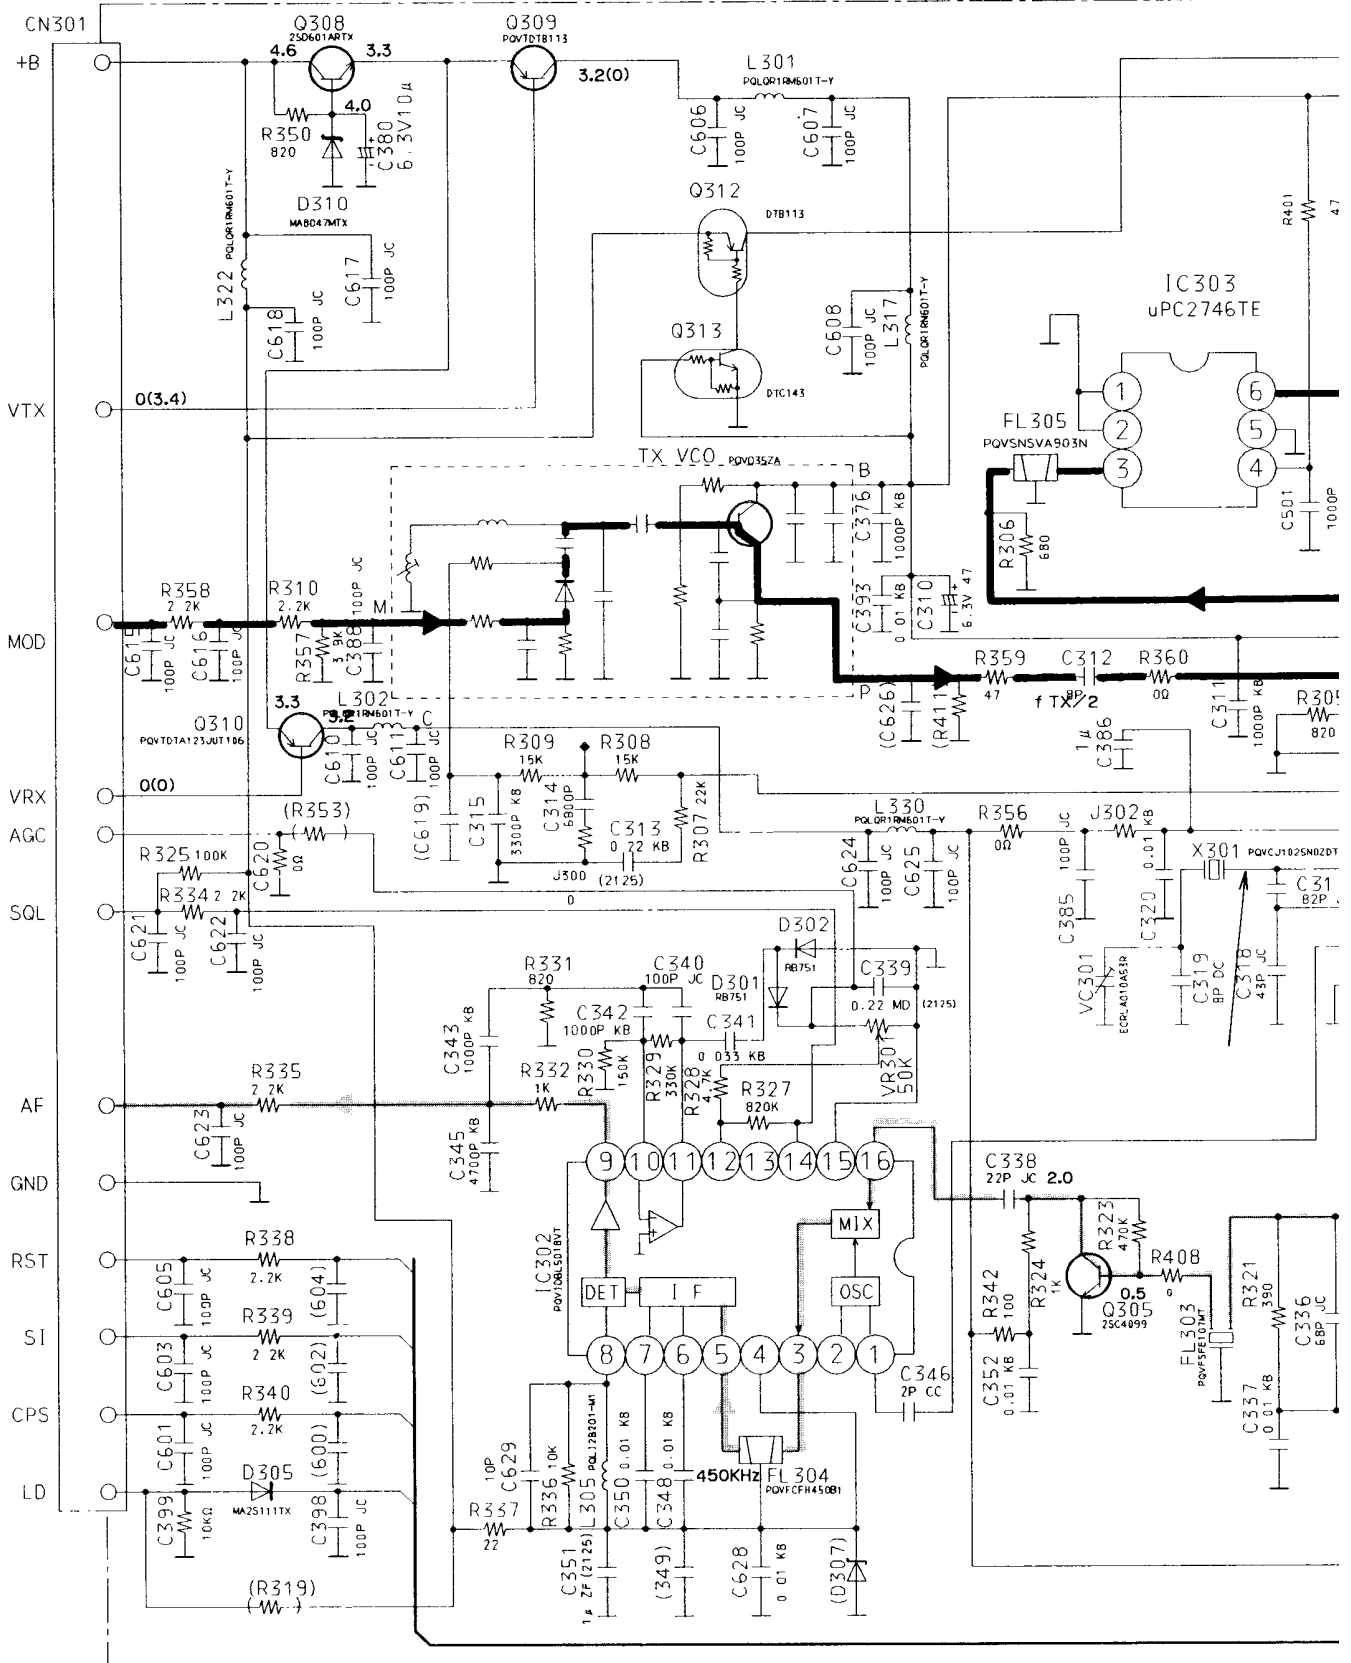 CN301
Q308
2SD601ARTX
Q309
PQVTDTB113
+B
4.6
3.3
3.2(0)
L301
PQLQR1RM601T-Y
4.0
R350
820
C380
6.3V10µ
C606
100P JC
C607
100P JC
D310
MA8047MTX
Q312
DTB113
R401
47
L322
PQLQR1RM601T-Y
C617
100P JC
C618
100P JC
IC303
uPC2746TE
Q313
DTC143
C608
100P JC
L317
PQLQR1RM601T-Y
1
2
3
6
5
4
VTX
0(3.4)
FL305
PQVSNSVA903N
TX VCO
PQVO35ZA
B
C376
1000P KB
R306
680
C501
1000P
MOD
R358
2.2K
R310
2.2K
M
C615
100P JC
C616
100P JC
R357
3.9K
C388
100P JC
C393
0.01 KB
C310
6.3V 47
P
R359
47
C312
8P
R360
0Ω
f TX/2
(C626)
(R411)
C311
1000P KB
R305
820
Q310
PQVTDTA123JUT106
3.3
3.2
L302
PQLQR1RM601T-Y
C
C610
100P JC
C611
100P JC
1µ
C386
VRX
0(0)
R309
15K
R308
15K
(C619)
C315
3300P KB
C314
6800P
C313
0.22 KB
R307
22K
J300
(2125)
0
AGC
(R353)
R325
100K
C620
0Ω
L330
PQLQR1RM601T-Y
R356
0Ω
J302
C624
100P JC
C625
100P JC
C385
100P JC
C320
0.01 KB
X301
PQVCJ1025N0ZDT
C31
82P
SQL
R334
2.2K
C621
100P JC
C622
100P JC
D302
RB751
D301
RB751
C339
0.22 MD
(2125)
VC301
ECRLA010A53R
C319
8P DC
C318
43P JC
R331
820
C340
100P JC
C342
1000P KB
C341
0.033 KB
C343
1000P KB
R330
150K
R329
330K
R328
4.7K
VR301
50K
R327
820K
AF
R335
2.2K
C623
100P JC
R332
1K
C345
4700P KB
9
10
11
12
13
14
15
16
GND
C338
22P JC
2.0
IC302
PQVTDBL501BVT
MIX
DET
I F
OSC
8
7
6
5
4
3
2
1
RST
R338
2.2K
C605
100P JC
(604)
R323
470K
R324
1K
R408
0
0.5
Q305
2SC4099
FL303
PQVFSFE107MT
R321
390
C336
68P JC
SI
R339
2.2K
C603
100P JC
(602)
R342
100
C352
0.01 KB
C346
2P CC
CPS
R340
2.2K
C601
100P JC
(600)
C337
0.01 KB
C629
10P
R336
10K
L305
C350
0.01 KB
C348
0.01 KB
450KHz
FL304
PQVFCFH450B1
LD
D305
MA2S111TX
C399
10KΩ
C398
100P JC
R337
22
C351
1µ ZF (2125)
(349)
C628
0.01 KB
(D307)
(R319)